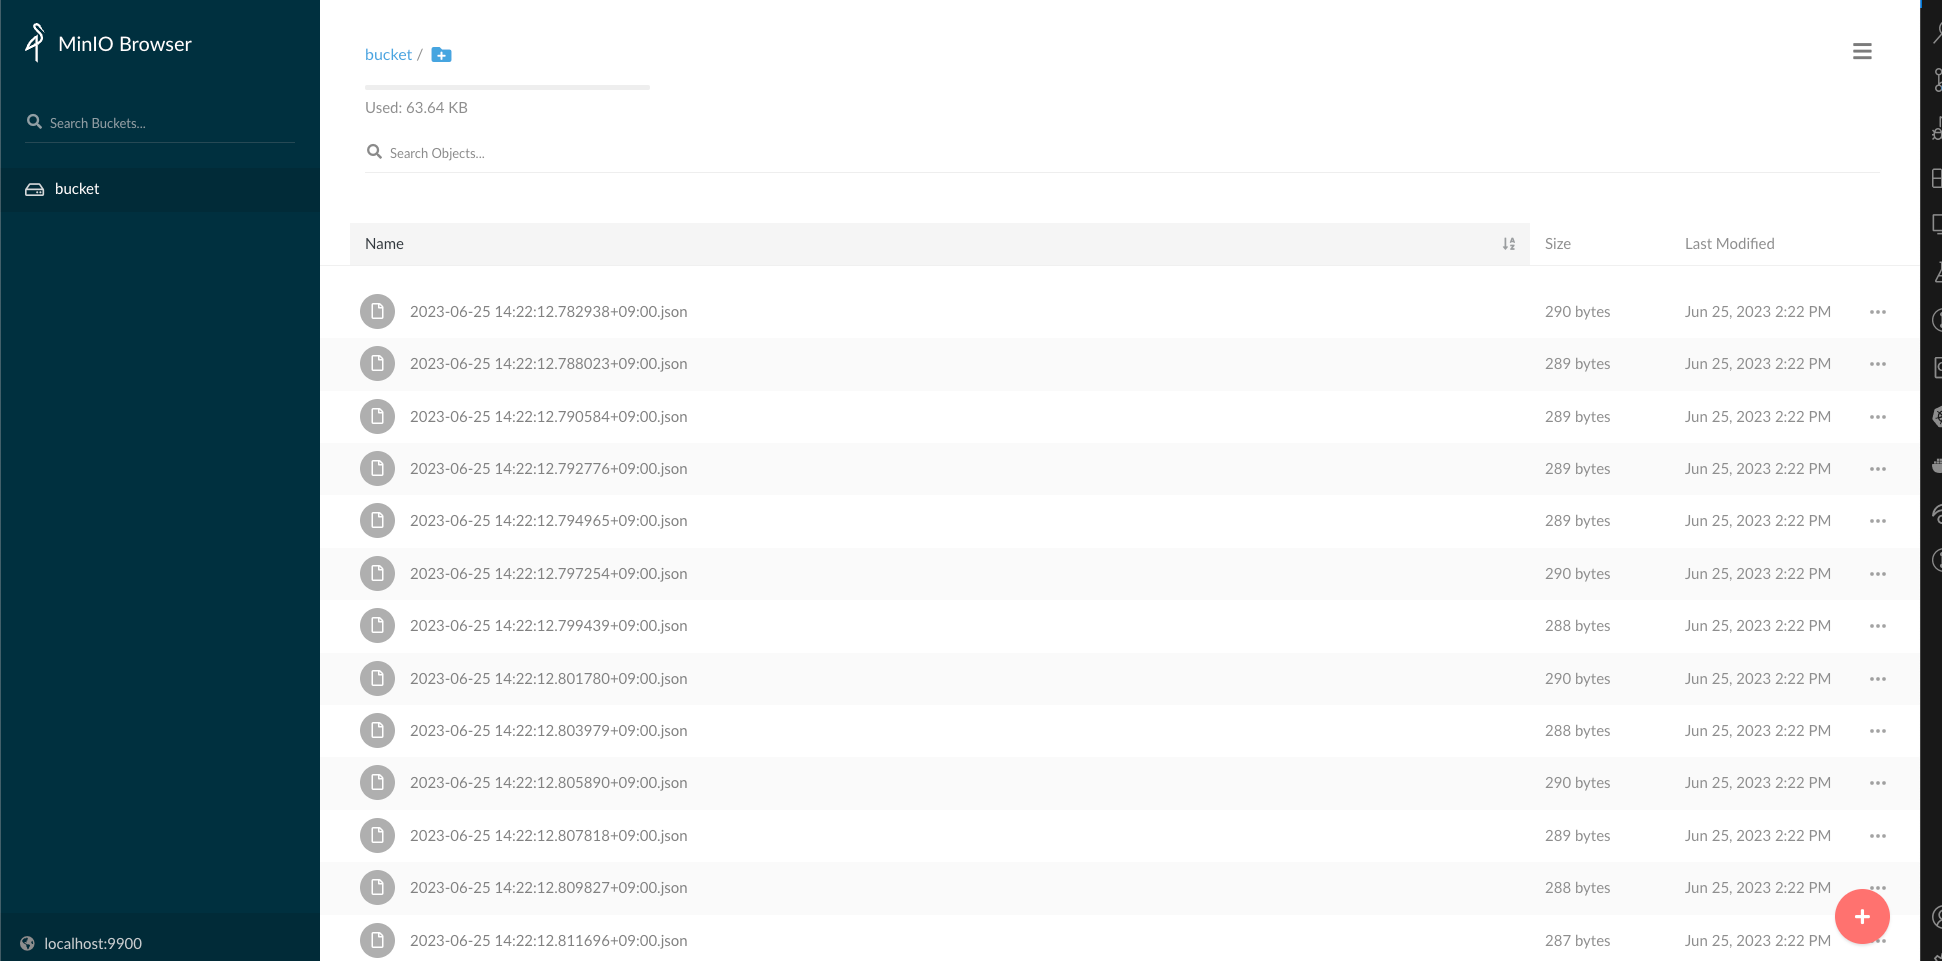 MinIO Browser
Search Buckets...
bucket
localhost:9900
bucket /
Used: 63.64 KB
Search Objects...
Name Size Last Modified
2023-06-25 14:22:12.782938+09:00.json 290 bytes Jun 25, 2023 2:22 PM
2023-06-25 14:22:12.788023+09:00.json 289 bytes Jun 25, 2023 2:22 PM
2023-06-25 14:22:12.790584+09:00.json 289 bytes Jun 25, 2023 2:22 PM
2023-06-25 14:22:12.792776+09:00.json 289 bytes Jun 25, 2023 2:22 PM
2023-06-25 14:22:12.794965+09:00.json 289 bytes Jun 25, 2023 2:22 PM
2023-06-25 14:22:12.797254+09:00.json 290 bytes Jun 25, 2023 2:22 PM
2023-06-25 14:22:12.799439+09:00.json 288 bytes Jun 25, 2023 2:22 PM
2023-06-25 14:22:12.801780+09:00.json 290 bytes Jun 25, 2023 2:22 PM
2023-06-25 14:22:12.803979+09:00.json 288 bytes Jun 25, 2023 2:22 PM
2023-06-25 14:22:12.805890+09:00.json 290 bytes Jun 25, 2023 2:22 PM
2023-06-25 14:22:12.807818+09:00.json 289 bytes Jun 25, 2023 2:22 PM
2023-06-25 14:22:12.809827+09:00.json 288 bytes Jun 25, 2023 2:22 PM
2023-06-25 14:22:12.811696+09:00.json 287 bytes Jun 25, 2023 2:22 PM